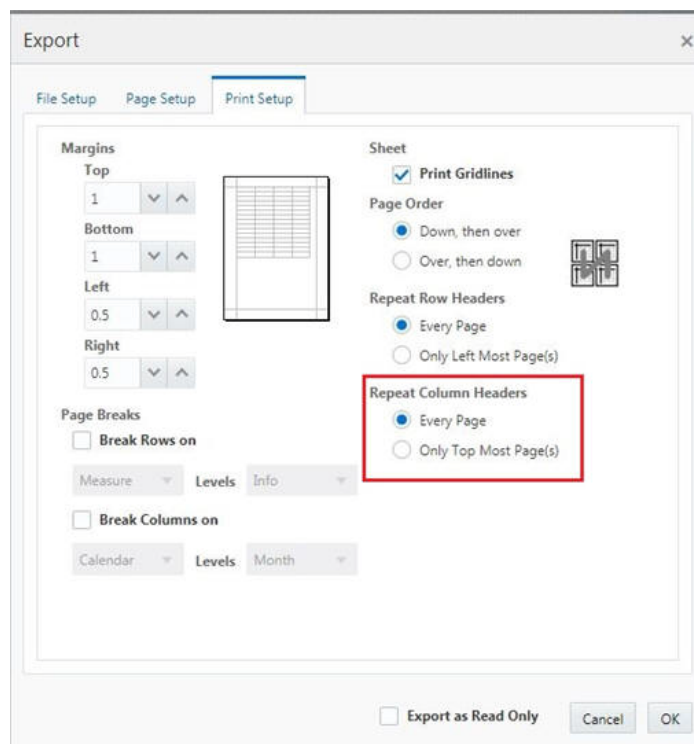 Export
×
File Setup Page Setup Print Setup
Margins
Top
1
Bottom
1
Left
0.5
Right
0.5
Page Breaks
Break Rows on
Measure Levels Info
Break Columns on
Calendar Levels Month
Sheet
Print Gridlines
Page Order
Down, then over
Over, then down
Repeat Row Headers
Every Page
Only Left Most Page(s)
Repeat Column Headers
Every Page
Only Top Most Page(s)
Export as Read Only Cancel OK